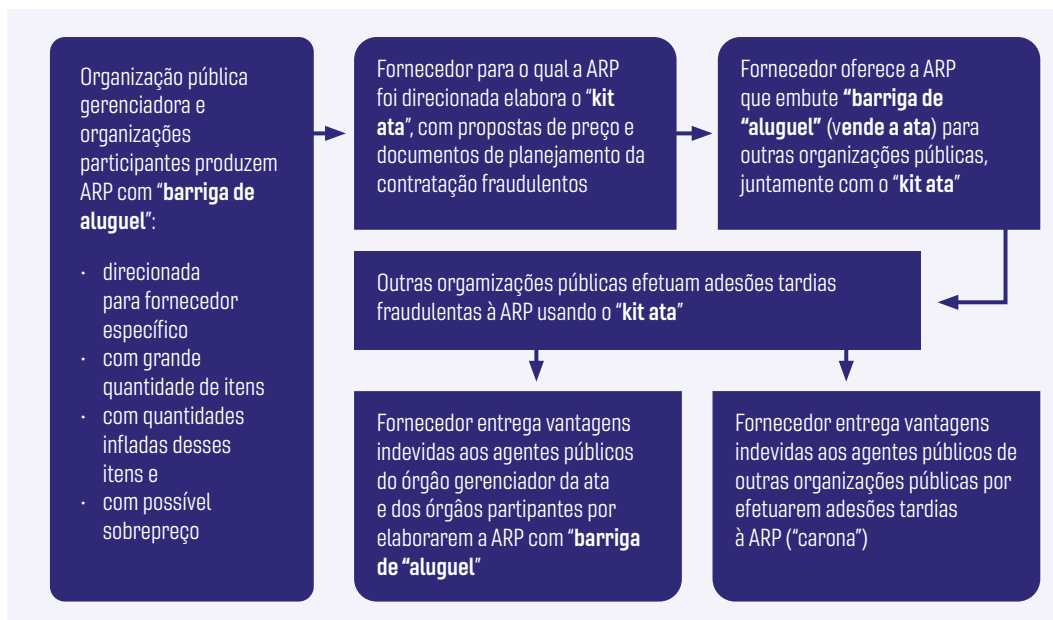 Organização pública
gerenciadora e
organizações
participantes produzem
ARP com “barriga de
aluguel”:
· direcionada
para fornecedor
específico
· com grande
quantidade de itens
· com quantidades
infladas desses
itens e
· com possível
sobrepreço
Fornecedor para o qual a ARP
foi direcionada elabora o “kit
ata”, com propostas de preço e
documentos de planejamento da
contratação fraudulentos
Fornecedor oferece a ARP
que embute “barriga de
“aluguel” (vende a ata) para
outras organizações públicas,
juntamente com o “kit ata”
Outras orgamizações públicas efetuam adesões tardias
fraudulentas à ARP usando o “kit ata”
Fornecedor entrega vantagens
indevidas aos agentes públicos
do órgâo gerenciador da ata
e dos órgâos partipantes por
elaborarem a ARP com “barriga
de “aluguel”
Fornecedor entrega vantagens
indevidas aos agentes públicos de
outras organizações públicas por
efetuarem adesões tardias
à ARP (“carona”)